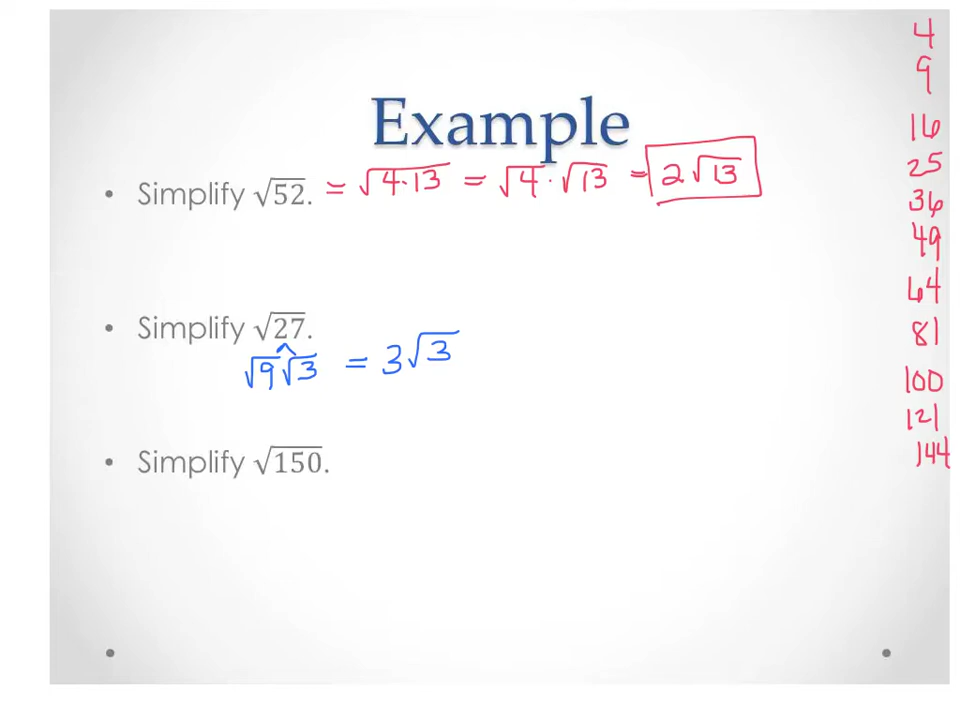 Example
• Simplify √52. = √4·13 = √4 · √13 = 2√13
• Simplify √27.
√9√3 = 3√3
• Simplify √150.
4
9
16
25
36
49
64
81
100
121
144